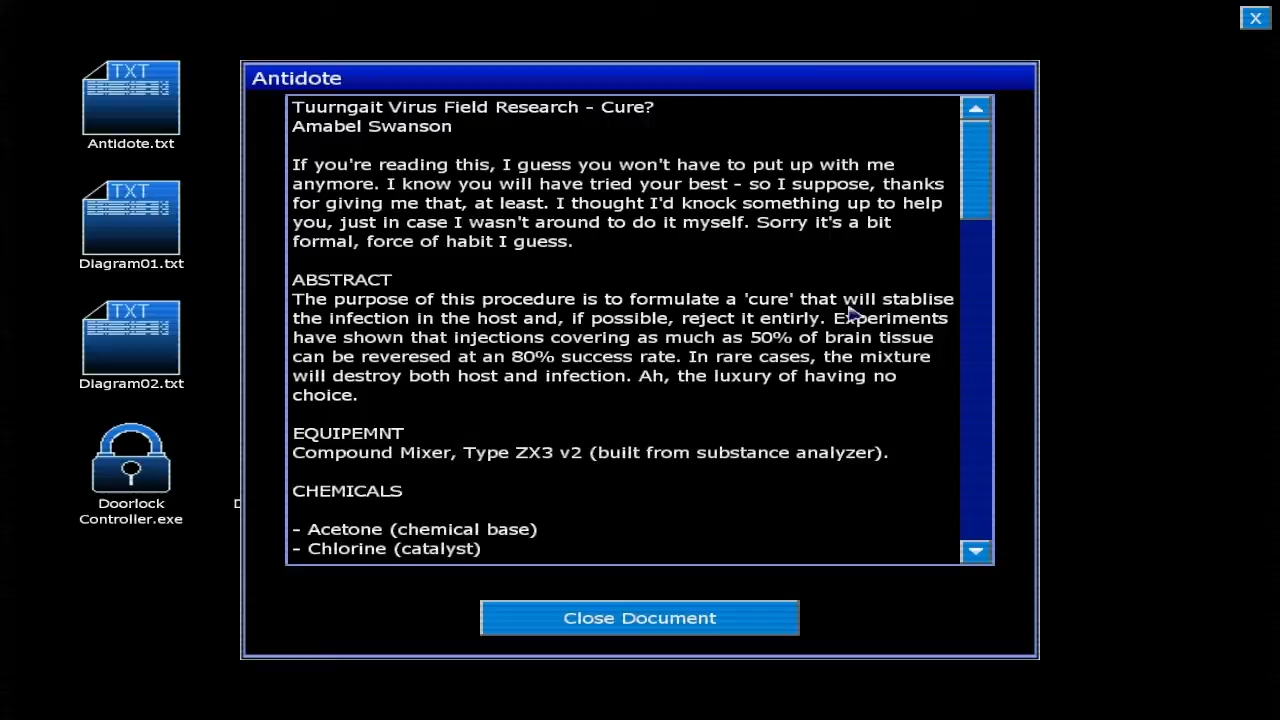 X
TXT
Antidote.txt
TXT
Diagram01.txt
TXT
Diagram02.txt
Doorlock
Controller.exe
D
Antidote
Tuurngait Virus Field Research - Cure?
Amabel Swanson
If you're reading this, I guess you won't have to put up with me
anymore. I know you will have tried your best - so I suppose, thanks
for giving me that, at least. I thought I'd knock something up to help
you, just in case I wasn't around to do it myself. Sorry it's a bit
formal, force of habit I guess.
ABSTRACT
The purpose of this procedure is to formulate a 'cure' that will stablise
the infection in the host and, if possible, reject it entirly. Experiments
have shown that injections covering as much as 50% of brain tissue
can be reveresed at an 80% success rate. In rare cases, the mixture
will destroy both host and infection. Ah, the luxury of having no
choice.
EQUIPEMNT
Compound Mixer, Type ZX3 v2 (built from substance analyzer).
CHEMICALS
- Acetone (chemical base)
- Chlorine (catalyst)
Close Document